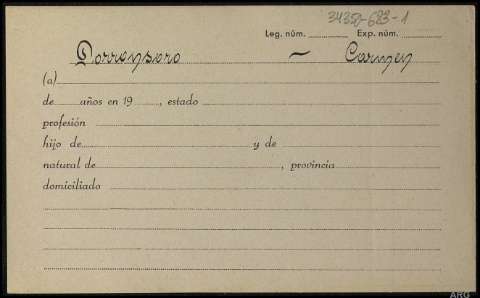 34350-683-1
Leg. núm. Exp. núm.
Dorronsoro ~ Carmen
(a)
de años en 19 , estado
profesión
hijo de y de
natural de , provincia
domiciliado
ARG